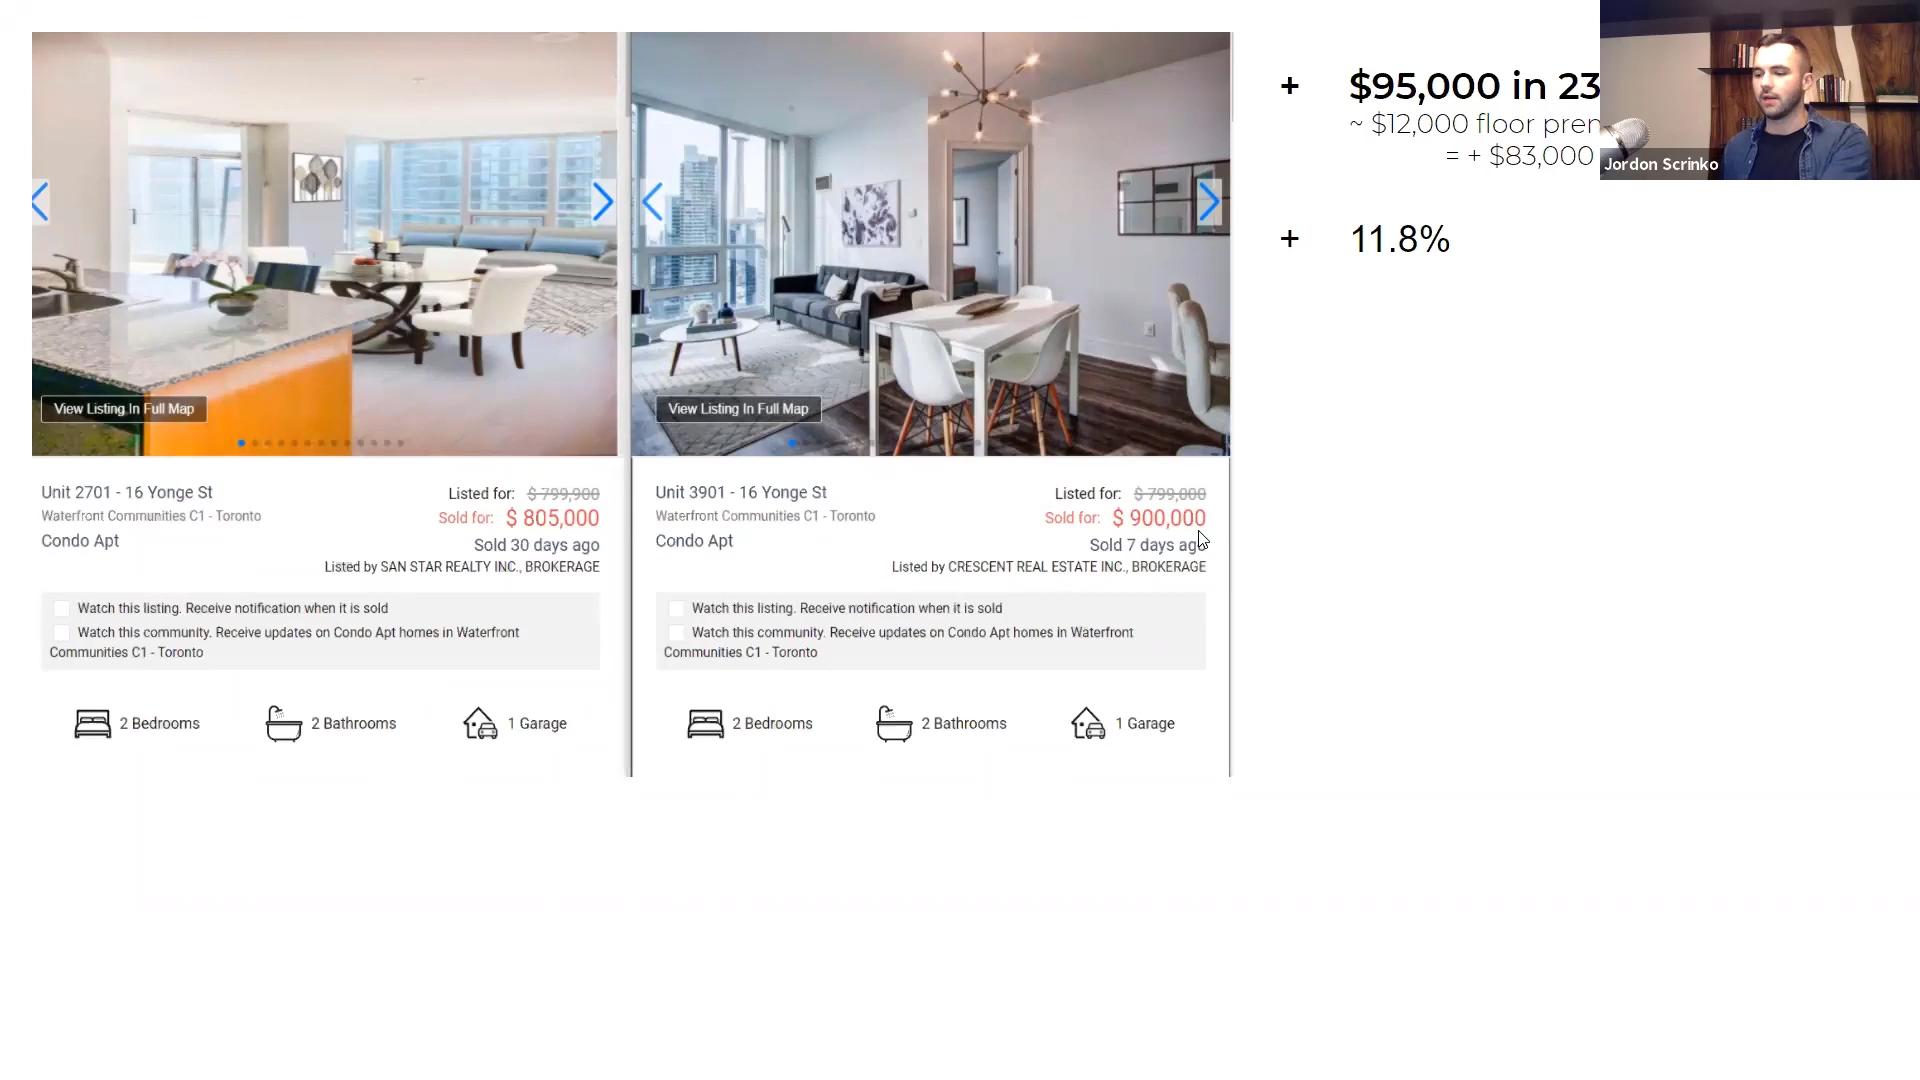 + $95,000 in 23
~ $12,000 floor
= + $83,000
Jordon Scrinko
+ 11.8%
View Listing In Full Map
Unit 2701 - 16 Yonge St
Listed for: $ 799,900
Waterfront Communities C1 - Toronto
Sold for: $ 805,000
Condo Apt
Sold 30 days ago
Listed by SAN STAR REALTY INC., BROKERAGE
Watch this listing. Receive notification when it is sold
Watch this community. Receive updates on Condo Apt homes in Waterfront
Communities C1 - Toronto
2 Bedrooms 2 Bathrooms 1 Garage
View Listing In Full Map
Unit 3901 - 16 Yonge St
Listed for: $ 799,000
Waterfront Communities C1 - Toronto
Sold for: $ 900,000
Condo Apt
Sold 7 days ago
Listed by CRESCENT REAL ESTATE INC., BROKERAGE
Watch this listing. Receive notification when it is sold
Watch this community. Receive updates on Condo Apt homes in Waterfront
Communities C1 - Toronto
2 Bedrooms 2 Bathrooms 1 Garage